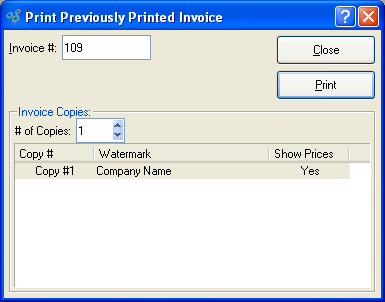 Print Previously Printed Invoice ?
Invoice #: 109
Close
Print
Invoice Copies:
# of Copies: 1
Copy # Watermark Show Prices
Copy #1 Company Name Yes